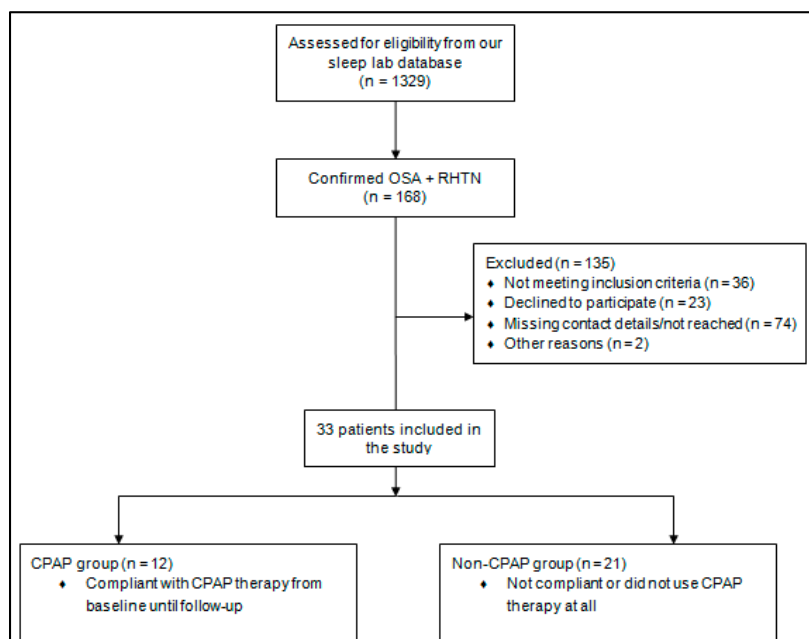 Assessed for eligibility from our
sleep lab database
(n = 1329)
Confirmed OSA + RHTN
(n = 168)
Excluded (n = 135)
♦ Not meeting inclusion criteria (n = 36)
♦ Declined to participate (n = 23)
♦ Missing contact details/not reached (n = 74)
♦ Other reasons (n = 2)
33 patients included in
the study
CPAP group (n = 12)
♦ Compliant with CPAP therapy from
baseline until follow-up
Non-CPAP group (n = 21)
♦ Not compliant or did not use CPAP
therapy at all